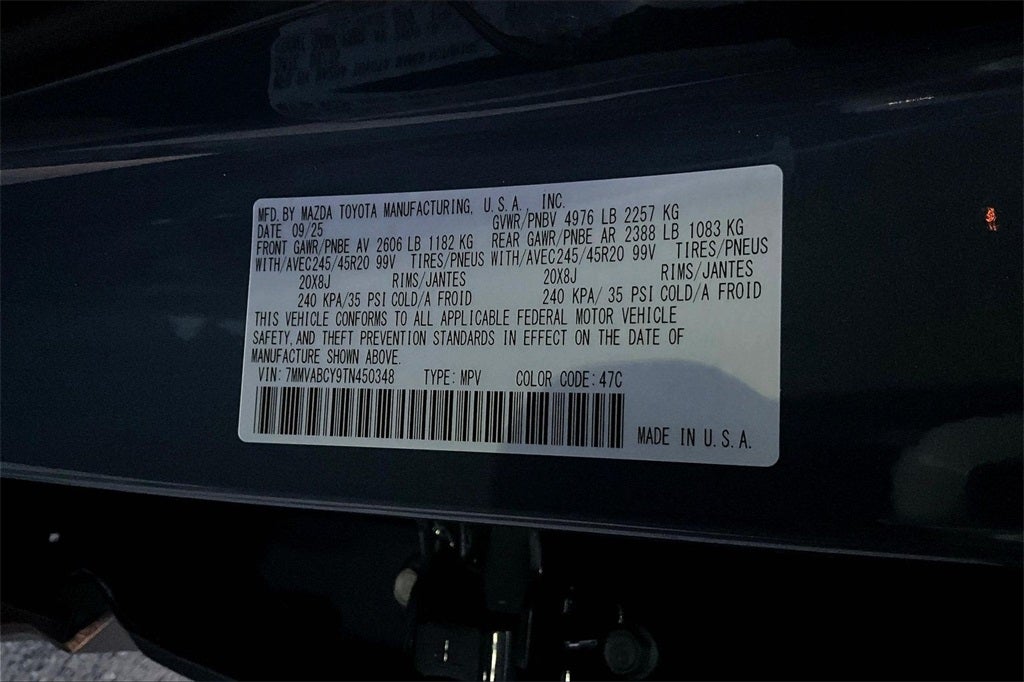 MFD. BY MAZDA TOYOTA MANUFACTURING, U.S.A., INC.
DATE 09/25 GVWR/PNBV 4976 LB 2257 KG
FRONT GAWR/PNBE AV 2606 LB 1182 KG REAR GAWR/PNBE AR 2388 LB 1083 KG
WITH/AVEC245/45R20 99V TIRES/PNEUS WITH/AVEC245/45R20 99V TIRES/PNEUS
20X8J RIMS/JANTES 20X8J RIMS/JANTES
240 KPA/35 PSI COLD/A FROID 240 KPA/ 35 PSI COLD/A FROID
THIS VEHICLE CONFORMS TO ALL APPLICABLE FEDERAL MOTOR VEHICLE
SAFETY, AND THEFT PREVENTION STANDARDS IN EFFECT ON THE DATE OF
MANUFACTURE SHOWN ABOVE.
VIN: 7MMVABCY9TN450348 TYPE: MPV COLOR CODE: 47C
MADE IN U.S.A.